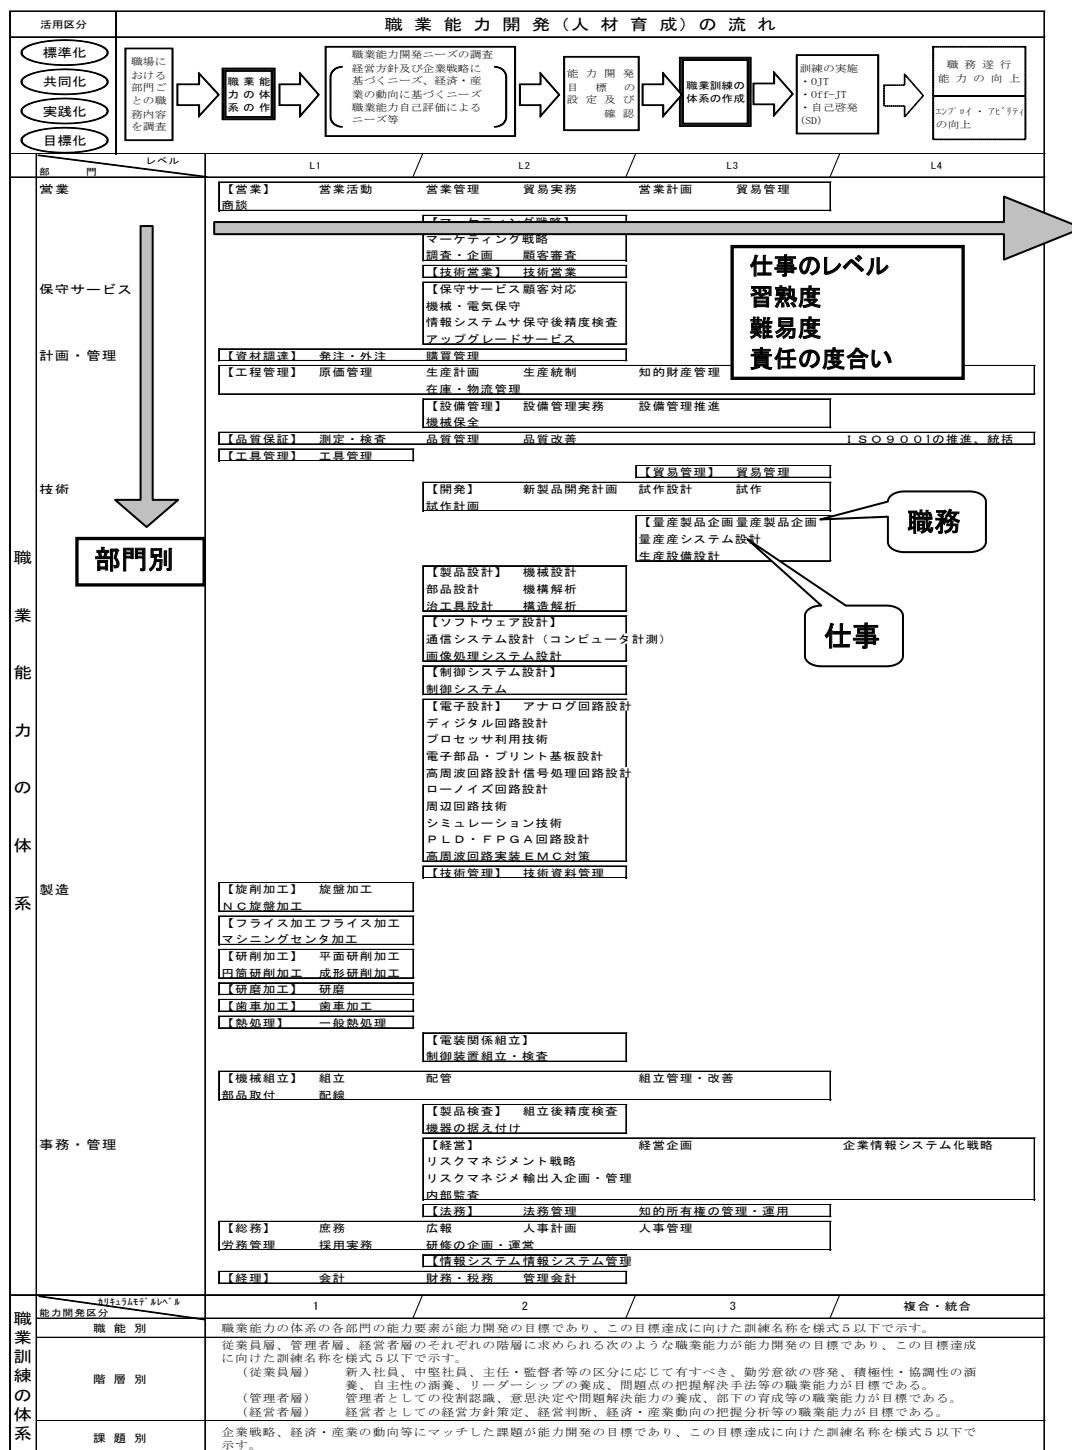 活用区分
職業能力開発(人材育成)の流れ
標準化
共同化
実践化
目標化
職場に
おける
部門ご
との職
務内容
を調査
職業能
力の体
系の作
職業能力開発ニーズの調査
経営方針及び企業戦略に
基づくニーズ、経済・産
業の動向に基づくニーズ
職業能力自己評価による
ニーズ等
能力開発
目標の
設定及び
確認
職業訓練の
体系の作成
訓練の実施
・OJT
・Off-JT
・自己啓発
(SD)
職務遂行
能力の向上
エンプロイ・アビリティ
の向上
レベル
部門
L1 L2 L3 L4
職業能力の体系
営業
【営業】 営業活動 営業管理 貿易実務 営業計画 貿易管理
商談
【マーケティング戦略】
マーケティング戦略
調査・企画 顧客審査
【技術営業】 技術営業
仕事のレベル
習熟度
難易度
責任の度合い
保守サービス
【保守サービス顧客対応
機械・電気保守
情報システムサ保守後精度検査
アップグレードサービス
計画・管理
【資材調達】 発注・外注 購買管理
【工程管理】 原価管理 生産計画 生産統制 知的財産管理
在庫・物流管理
【設備管理】 設備管理実務 設備管理推進
機械保全
【品質保証】 測定・検査 品質管理 品質改善 ISO9001の推進、統括
【工具管理】 工具管理
【貿易管理】 貿易管理
技術
【開発】 新製品開発計画 試作設計 試作
試作計画
部門別
【量産製品企画量産製品企画
量産産システム設計
生産設備設計
職務
仕事
【製品設計】 機械設計
部品設計 機構解析
治工具設計 構造解析
【ソフトウェア設計】
通信システム設計(コンピュータ計測)
画像処理システム設計
【制御システム設計】
制御システム
【電子設計】 アナログ回路設計
ディジタル回路設計
プロセッサ利用技術
電子部品・プリント基板設計
高周波回路設計信号処理回路設計
ローノイズ回路設計
周辺回路技術
シミュレーション技術
PLD・FPGA回路設計
高周波回路実装EMC対策
【技術管理】 技術資料管理
製造
【旋削加工】 旋盤加工
NC旋盤加工
【フライス加工フライス加工
マシニングセンタ加工
【研削加工】 平面研削加工
円筒研削加工 成形研削加工
【研磨加工】 研磨
【歯車加工】 歯車加工
【熱処理】 一般熱処理
【電装関係組立】
制御装置組立・検査
【機械組立】 組立 配管 組立管理・改善
部品取付 配線
【製品検査】 組立後精度検査
機器の据え付け
事務・管理
【経営】 経営企画 企業情報システム化戦略
リスクマネジメント戦略
リスクマネジメ輸出入企画・管理
内部監査
【法務】 法務管理 知的所有権の管理・運用
【総務】 庶務 広報 人事計画 人事管理
労務管理 採用実務 研修の企画・運営
【情報システム情報システム管理
【経理】 会計 財務・税務 管理会計
職業訓練の体系
カリキュラムモデルレベル
能力開発区分
1 2 3 複合・統合
職能別
職業能力の体系の各部門の能力要素が能力開発の目標であり、この目標達成に向けた訓練名称を様式5以下で示す。
階層別
従業員層、管理者層、経営者層のそれぞれの階層に求められる次のような職業能力が能力開発の目標であり、この目標達成
に向けた訓練名称を様式5以下で示す。
(従業員層) 新入社員、中堅社員、主任・監督者等の区分に応じて有すべき、勤労意欲の啓発、積極性・協調性の涵
養、自主性の涵養、リーダーシップの養成、問題点の把握解決手法等の職業能力が目標である。
(管理者層) 管理者としての役割認識、意思決定や問題解決能力の養成、部下の育成等の職業能力が目標である。
(経営者層) 経営者としての経営方針策定、経営判断、経済・産業動向の把握分析等の職業能力が目標である。
課題別
企業戦略、経済・産業の動向等にマッチした課題が能力開発の目標であり、この目標達成に向けた訓練名称を様式5以下で
示す。